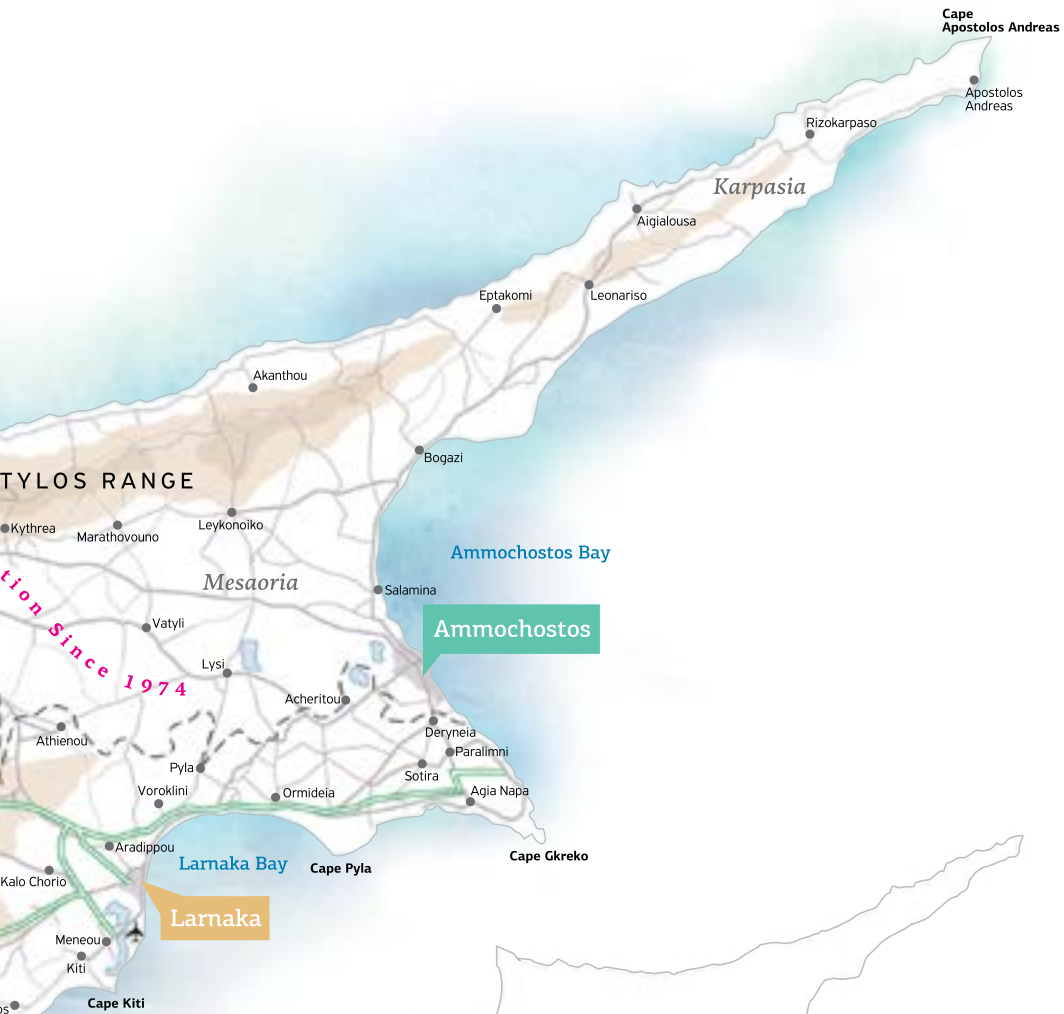 Cape
Apostolos Andreas
Apostolos
Andreas
Rizokarpaso
Karpasia
Aigialousa
Eptakomi
Leonariso
Akanthou
Bogazi
TYLOS RANGE
Kythrea
Marathovouno
Leykonoiko
Ammochostos Bay
Mesaoria
Salamina
tion Since 1974
Vatyli
Ammochostos
Lysi
Acheritou
Athienou
Deryneia
Paralimni
Pyla
Sotira
Voroklini
Ormideia
Agia Napa
Aradippou
Larnaka Bay
Cape Pyla
Cape Gkreko
Kalo Chorio
Larnaka
Meneou
Kiti
Cape Kiti
os